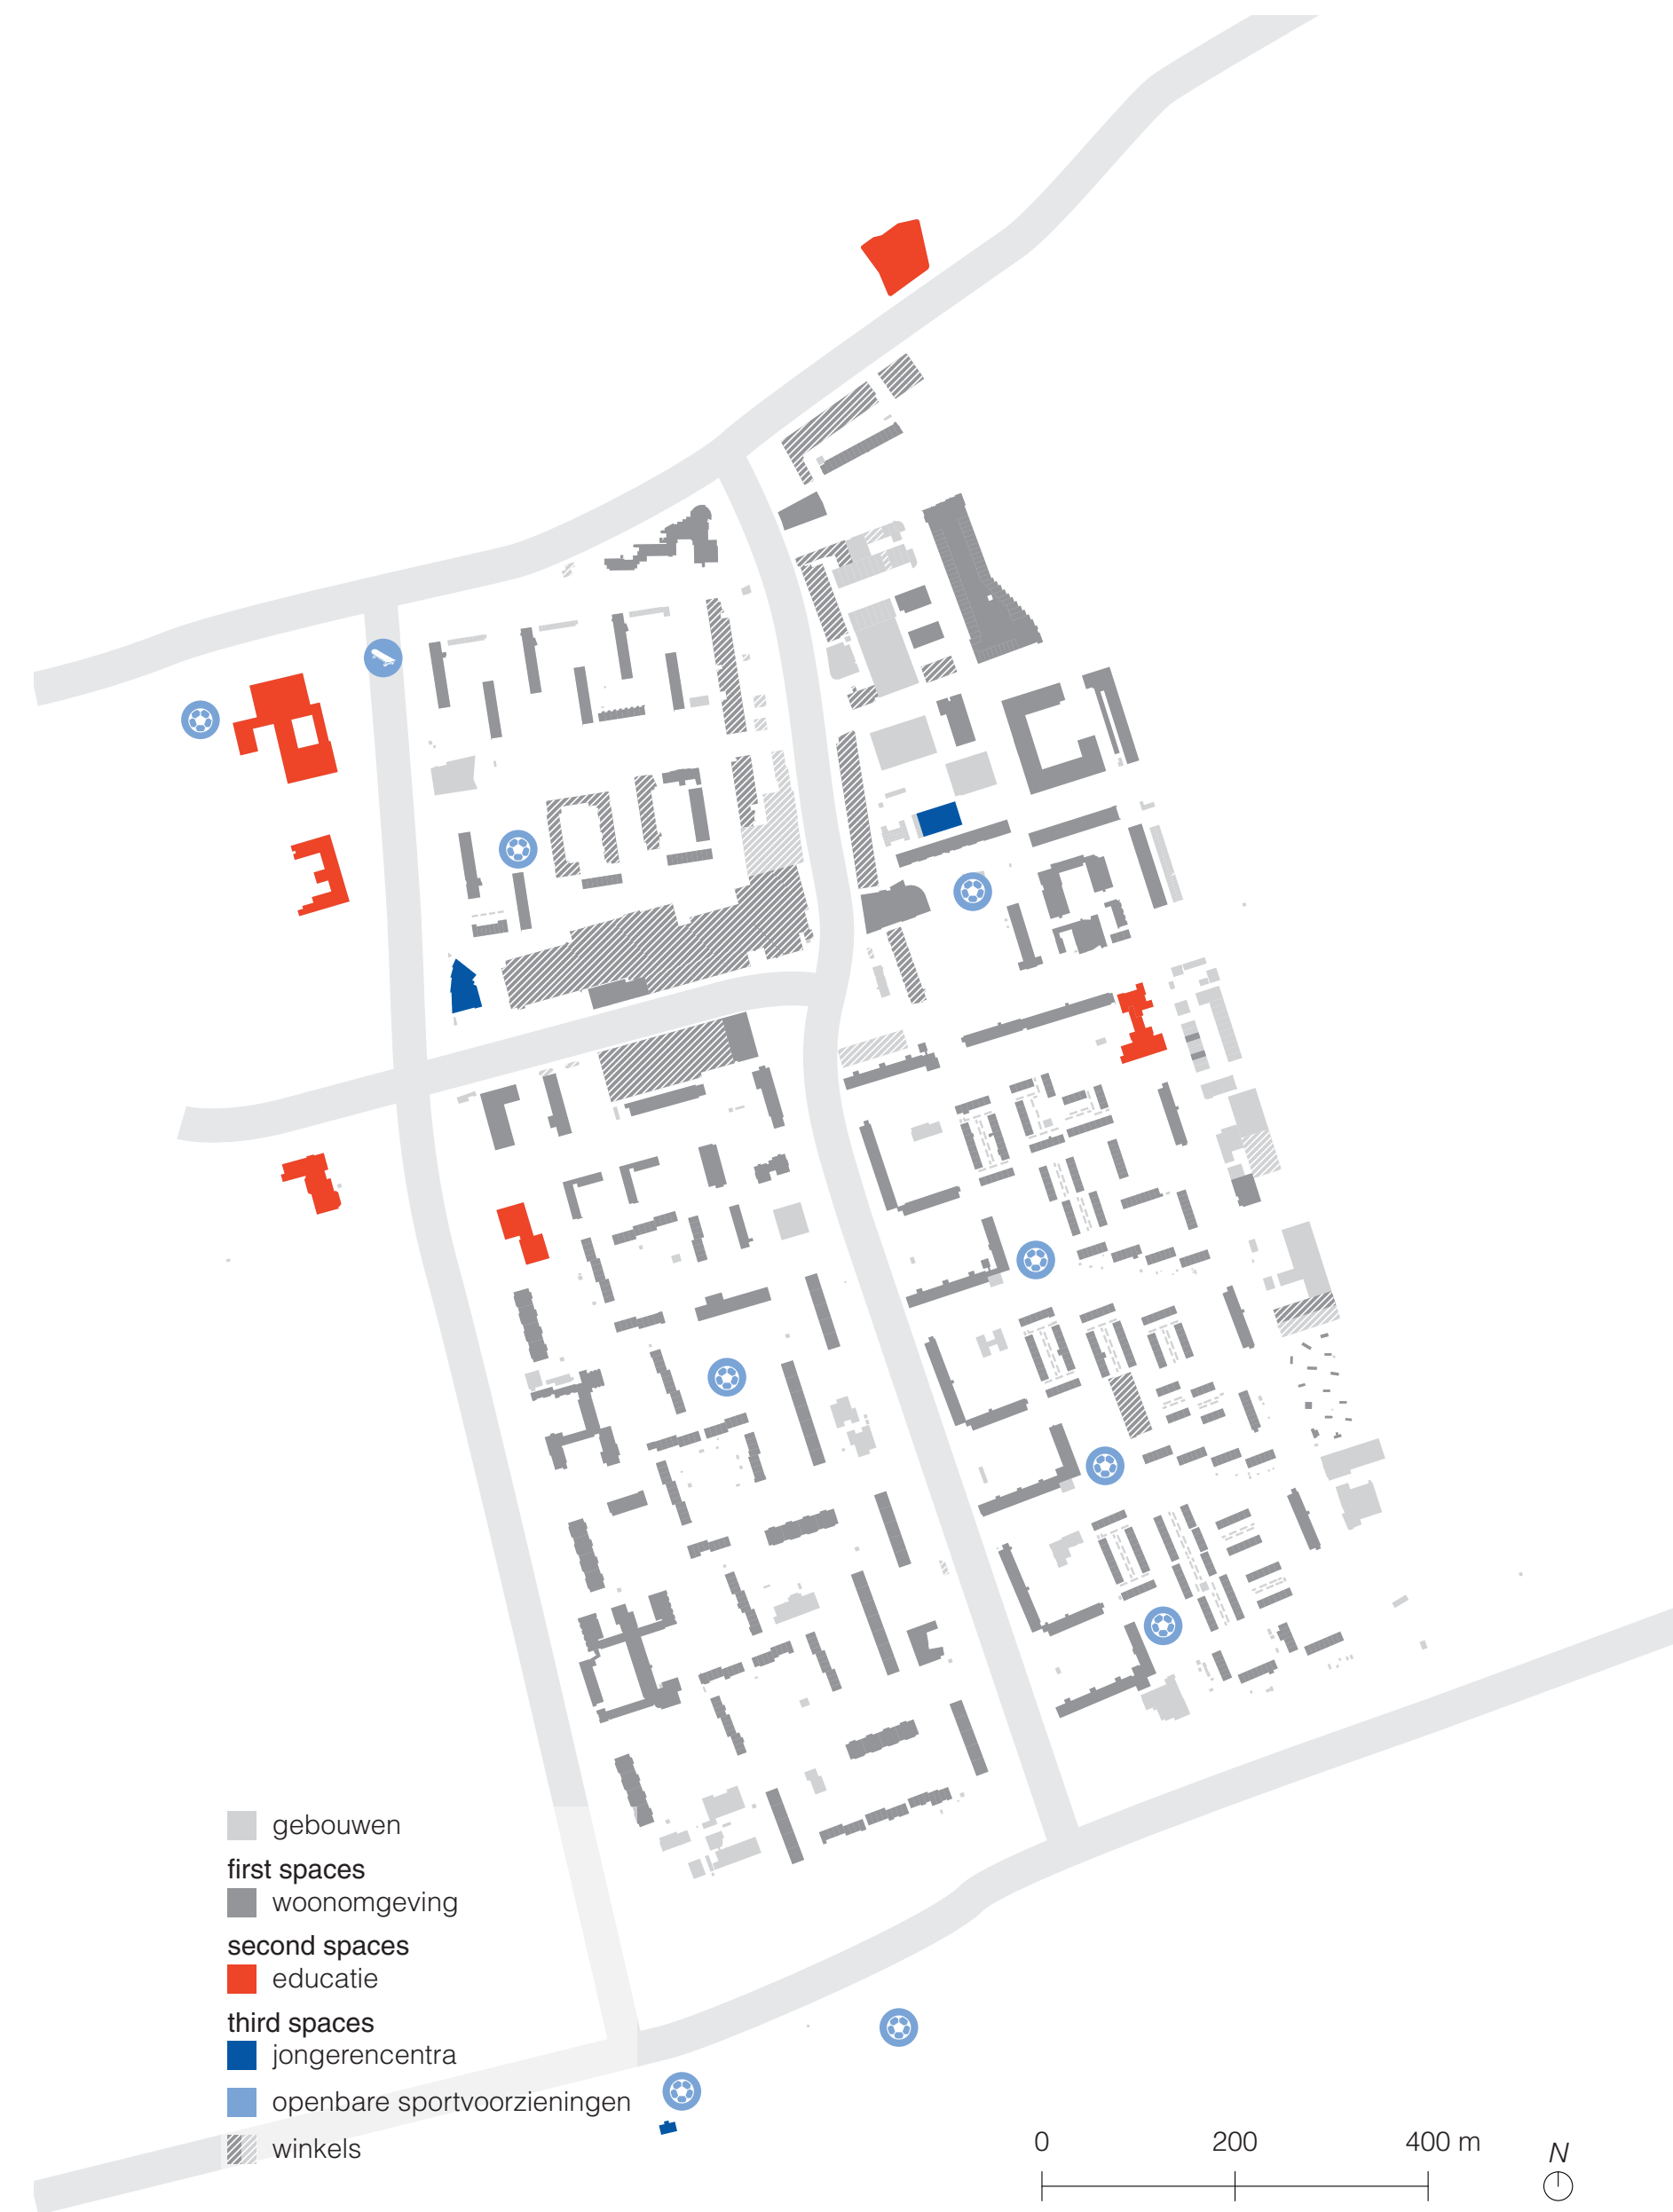 gebouwen
first spaces
woonomgeving
second spaces
educatie
third spaces
jongerencentra
openbare sportvoorzieningen
winkels
0 200 400 m
N